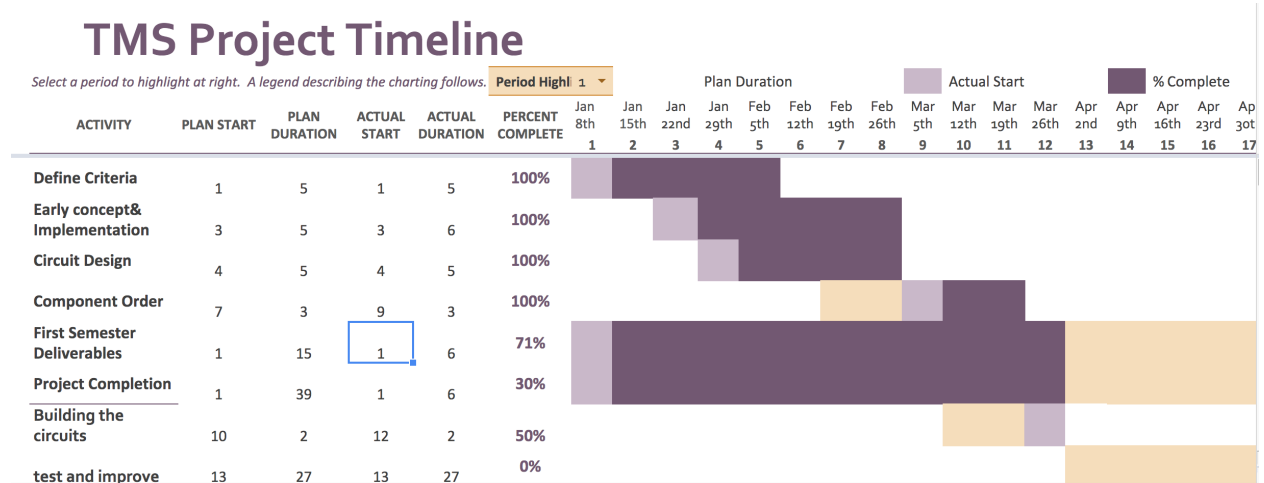 TMS Project Timeline
Select a period to highlight at right. A legend describing the charting follows. Period Highli 1 Plan Duration Actual Start % Complete
ACTIVITY PLAN START PLAN DURATION ACTUAL START ACTUAL DURATION PERCENT COMPLETE
Jan 8th Jan 15th Jan 22nd Jan 29th Feb 5th Feb 12th Feb 19th Feb 26th Mar 5th Mar 12th Mar 19th Mar 26th Apr 2nd Apr 9th Apr 16th Apr 23rd Ap 30t
1 2 3 4 5 6 7 8 9 10 11 12 13 14 15 16 17
Define Criteria 1 5 1 5 100%
Early concept&
Implementation 3 5 3 6 100%
Circuit Design 4 5 4 5 100%
Component Order 7 3 9 3 100%
First Semester
Deliverables 1 15 1 6 71%
Project Completion 1 39 1 6 30%
Building the
circuits 10 2 12 2 50%
test and improve 13 27 13 27 0%